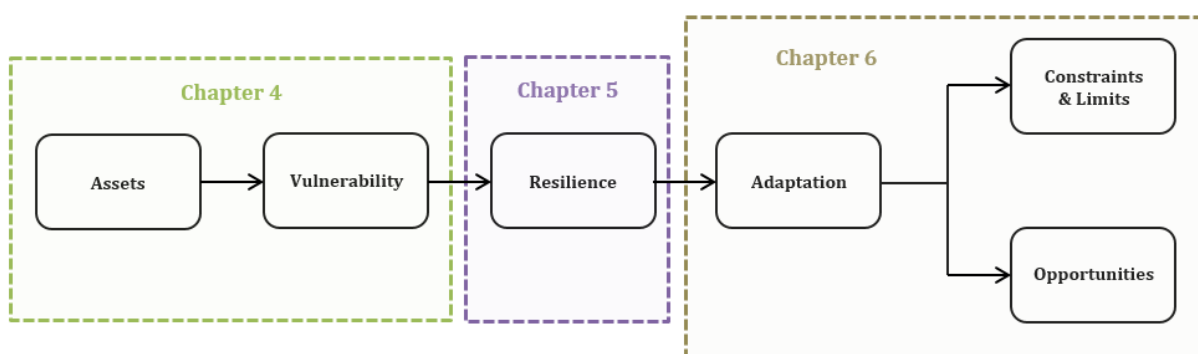 Chapter 4
Chapter 5
Chapter 6
Assets
Vulnerability
Resilience
Adaptation
Constraints
& Limits
Opportunities